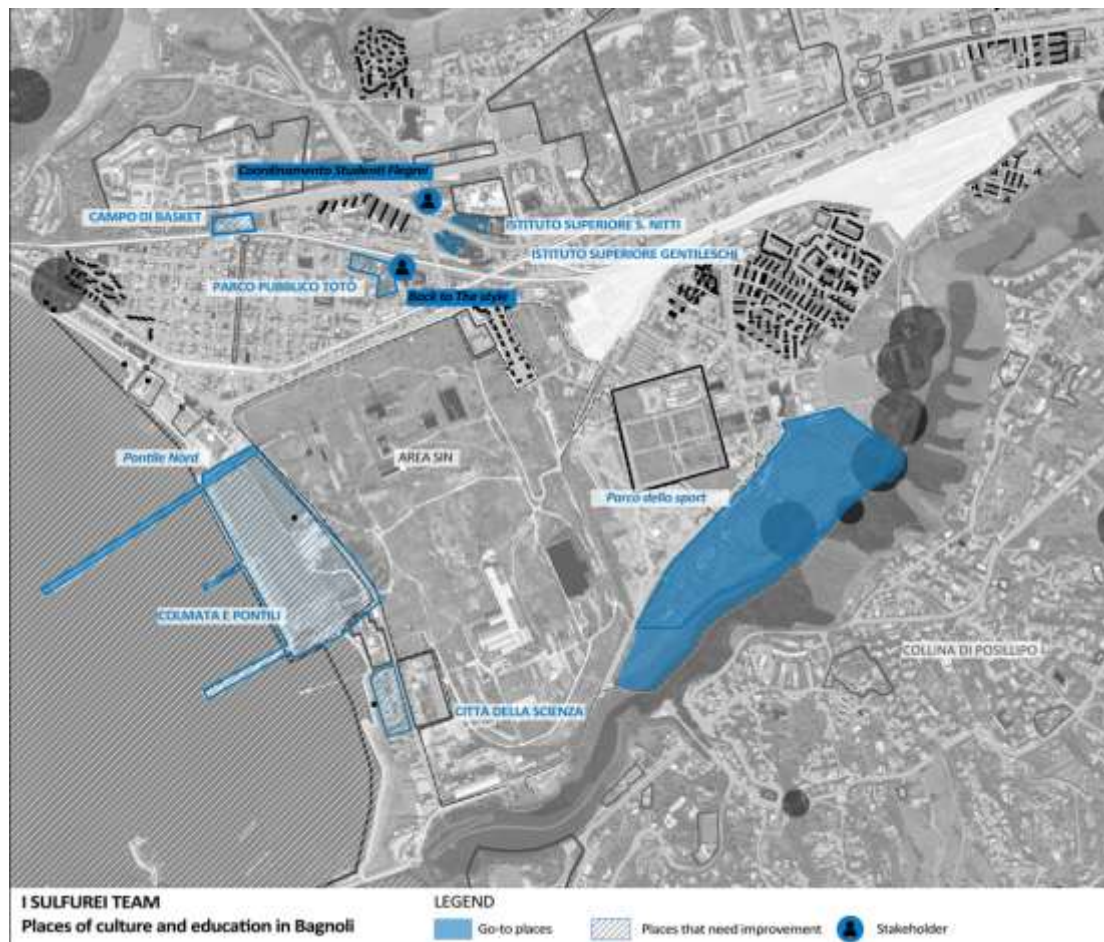 Coordinamento Studenti Flegrei
CAMPO DI BASKET
ISTITUTO SUPERIORE S. NITTI
ISTITUTO SUPERIORE GENTILESCHI
PARCO PUBBLICO TOTÒ
Back to The style
Pontile Nord
AREA SIN
Parco dello sport
COLMATA E PONTILI
COLLINA DI POSILLIPO
CITTÀ DELLA SCIENZA
I SULFUREI TEAM
Places of culture and education in Bagnoli
LEGEND
Go-to places
Places that need improvement
Stakeholder